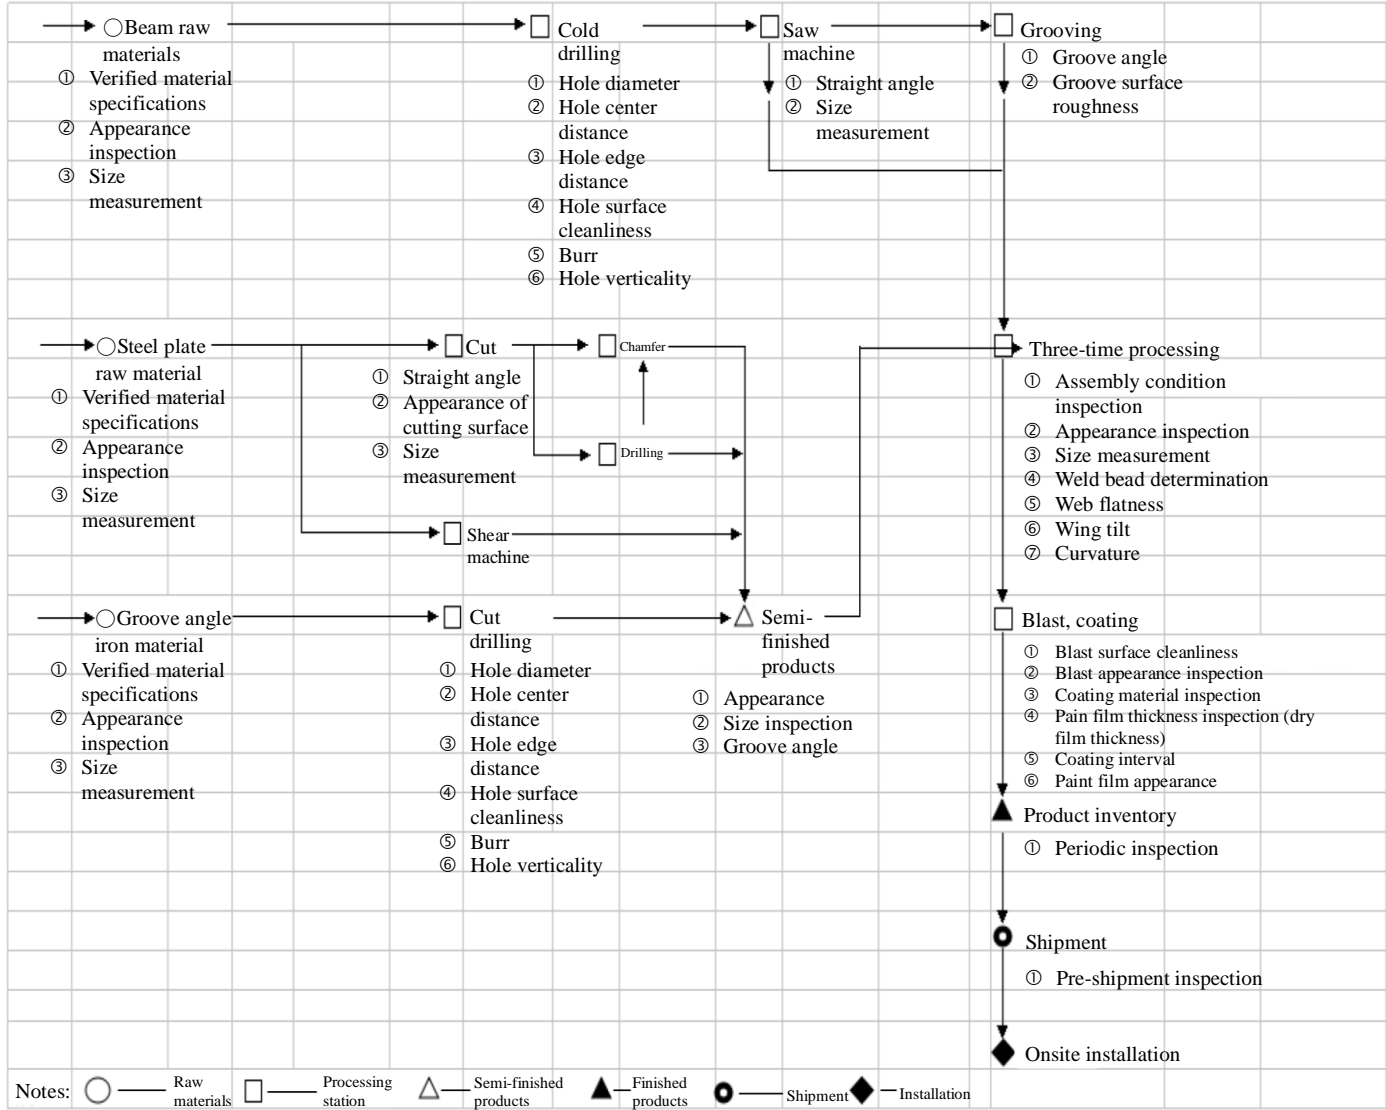 Beam raw
materials
① Verified material
specifications
② Appearance
inspection
③ Size
measurement
Cold
drilling
① Hole diameter
② Hole center
distance
③ Hole edge
distance
④ Hole surface
cleanliness
⑤ Burr
⑥ Hole verticality
Saw
machine
① Straight angle
② Size
measurement
Grooving
① Groove angle
② Groove surface
roughness
Steel plate
raw material
① Verified material
specifications
② Appearance
inspection
③ Size
measurement
Cut
① Straight angle
② Appearance of
cutting surface
③ Size
measurement
Chamfer
Drilling
Shear
machine
Three-time processing
① Assembly condition
inspection
② Appearance inspection
③ Size measurement
④ Weld bead determination
⑤ Web flatness
⑥ Wing tilt
⑦ Curvature
Groove angle
iron material
① Verified material
specifications
② Appearance
inspection
③ Size
measurement
Cut
drilling
① Hole diameter
② Hole center
distance
③ Hole edge
distance
④ Hole surface
cleanliness
⑤ Burr
⑥ Hole verticality
Semi-
finished
products
① Appearance
② Size inspection
③ Groove angle
Blast, coating
① Blast surface cleanliness
② Blast appearance inspection
③ Coating material inspection
④ Pain film thickness inspection (dry
film thickness)
⑤ Coating interval
⑥ Paint film appearance
Product inventory
① Periodic inspection
Shipment
① Pre-shipment inspection
Onsite installation
Notes:
Raw
materials
Processing
station
Semi-finished
products
Finished
products
Shipment
Installation